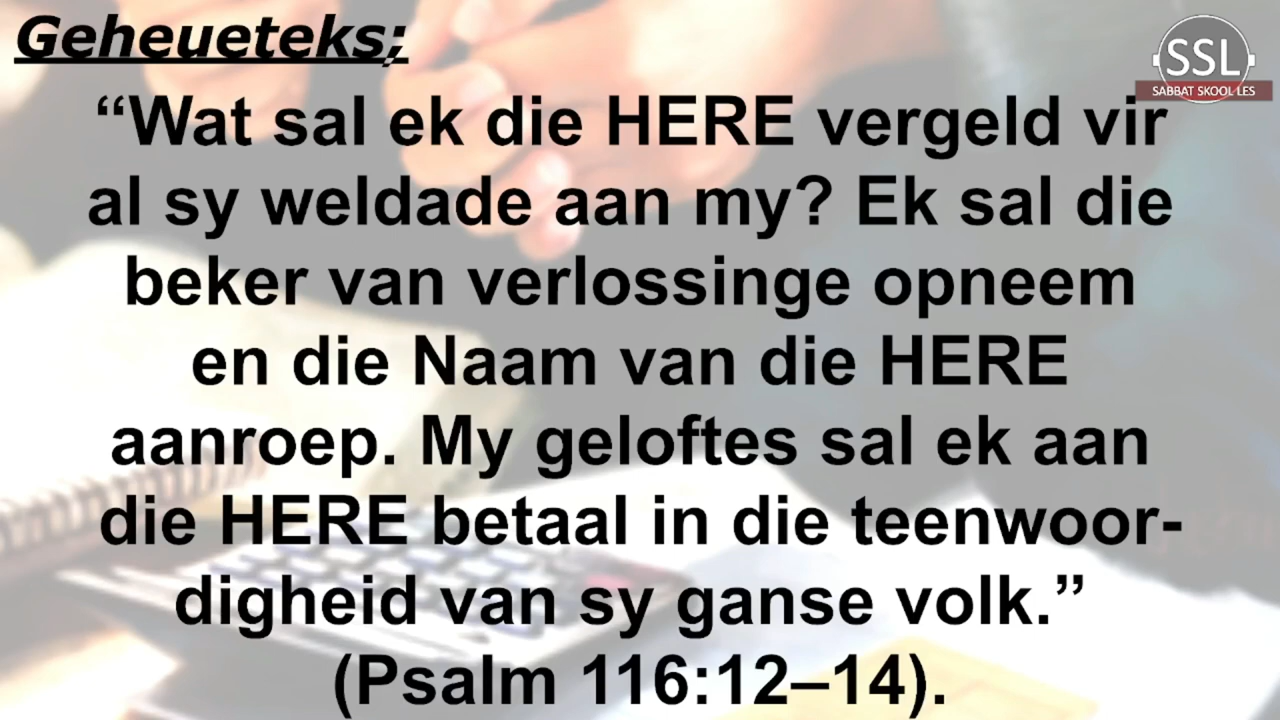 Geheueteks;
SSL
SABBAT SKOOL LES
“Wat sal ek die HERE vergeld vir
al sy weldade aan my? Ek sal die
beker van verlossinge opneem
en die Naam van die HERE
aanroep. My geloftes sal ek aan
die HERE betaal in die teenwoor-
digheid van sy ganse volk.”
(Psalm 116:12–14).